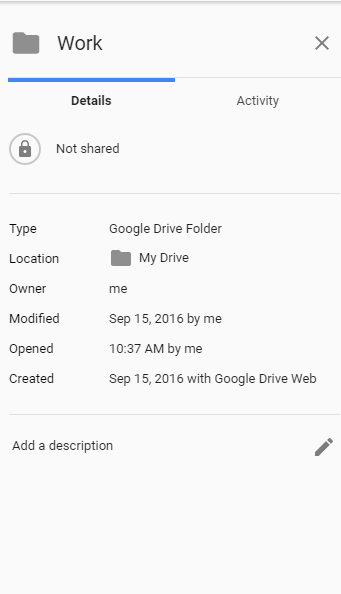 Work
Details Activity
Not shared
Type Google Drive Folder
Location My Drive
Owner me
Modified Sep 15, 2016 by me
Opened 10:37 AM by me
Created Sep 15, 2016 with Google Drive Web
Add a description